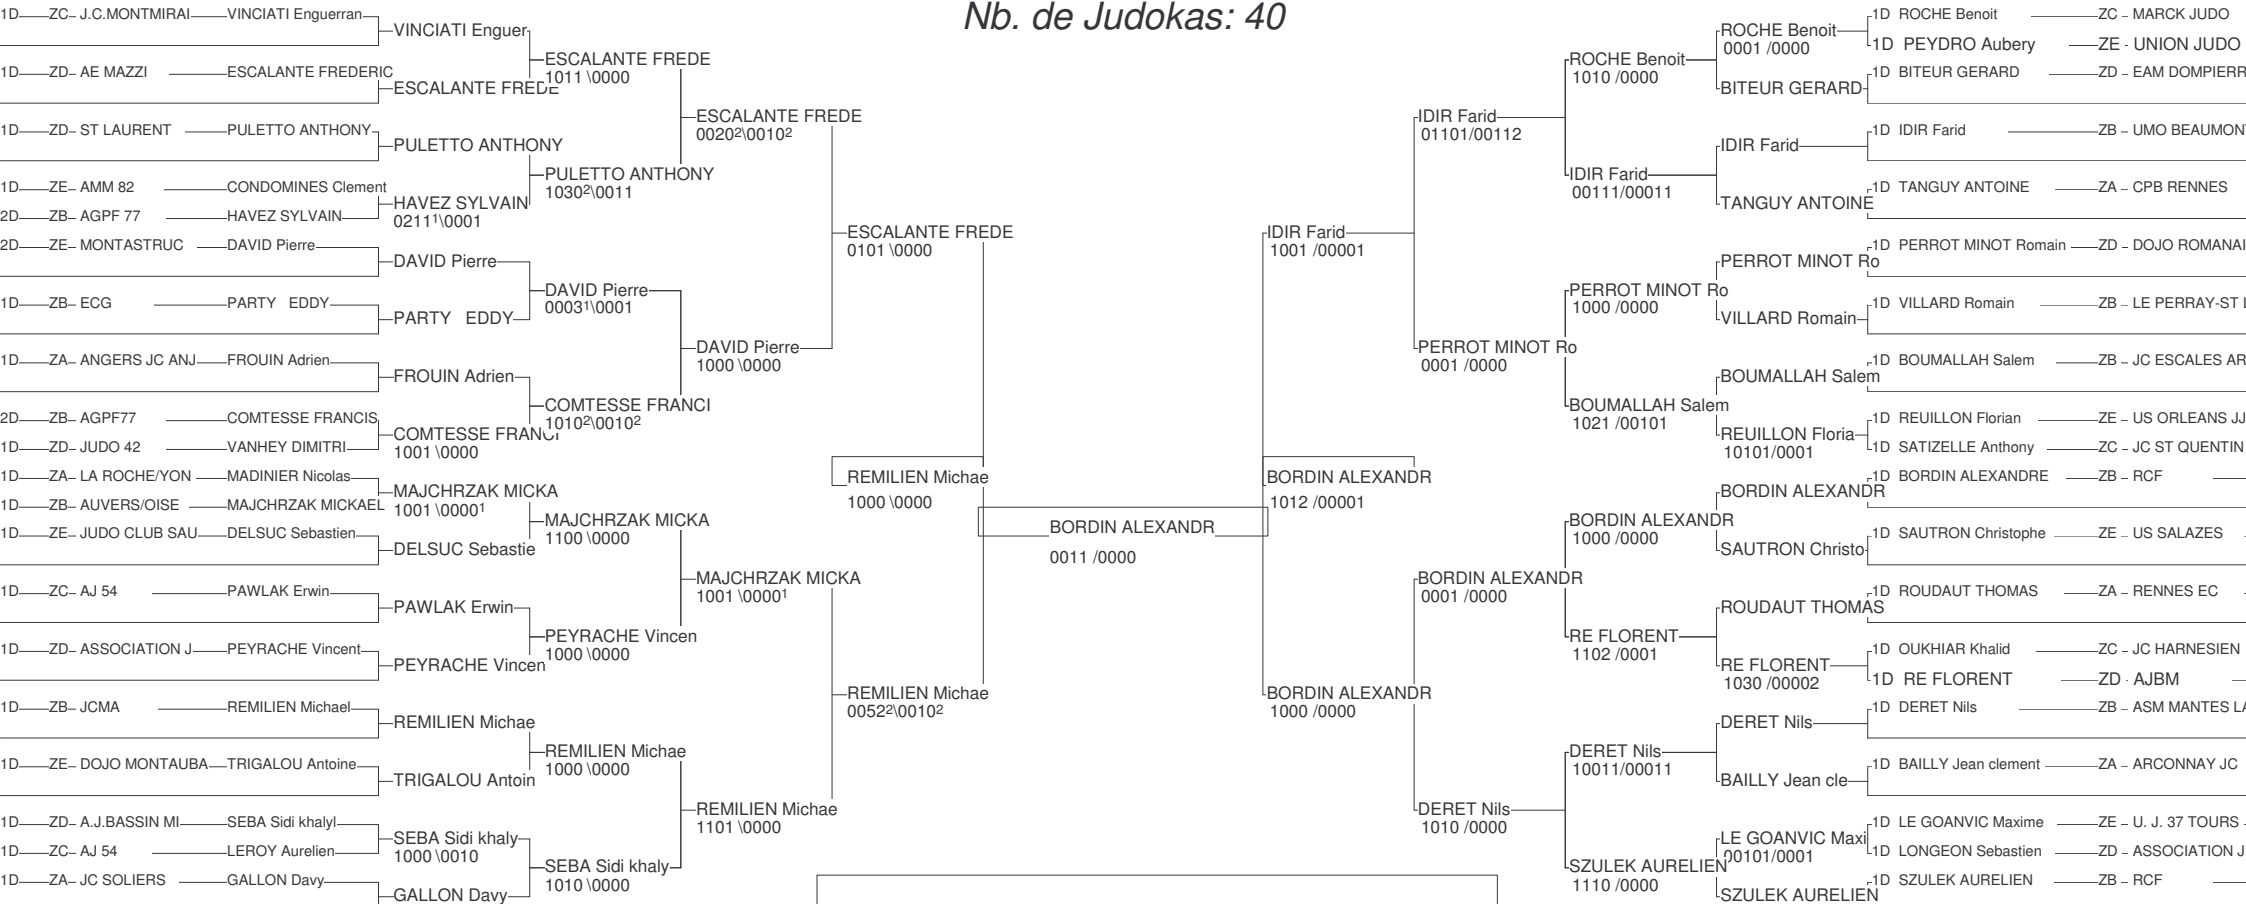 Nb. de Judokas: 40
1D ZC J.C.MONTMIRAI VINCIATI Enguerran
1D ZD AE MAZZI ESCALANTE FREDERIC
1D ZD ST LAURENT PULETTO ANTHONY
1D ZE AMM 82 CONDOMINES Clement
2D ZB AGPF 77 HAVEZ SYLVAIN
2D ZE MONTASTRUC DAVID Pierre
1D ZB ECG PARTY EDDY
1D ZA ANGERS JC ANJ FROUIN Adrien
2D ZB AGPF77 COMTESSE FRANCIS
1D ZD JUDO 42 VANHEY DIMITRI
1D ZA LA ROCHE/YON MADINIER Nicolas
1D ZB AUVERS/OISE MAJCHRZAK MICKAEL
1D ZE JUDO CLUB SAU DELSUC Sebastien
1D ZC AJ 54 PAWLAK Erwin
1D ZD ASSOCIATION J PEYRACHE Vincent
1D ZB JCMA REMILIEN Michael
1D ZE DOJO MONTAUBA TRIGALOU Antoine
1D ZD A.J.BASSIN MI SEBA Sidi khalyl
1D ZC AJ 54 LEROY Aurelien
1D ZA JC SOLIERS GALLON Davy
VINCIATI Enguer
ESCALANTE FREDE
PULETTO ANTHONY
HAVEZ SYLVAIN
0211¹\0001
DAVID Pierre
PARTY EDDY
FROUIN Adrien
COMTESSE FRANCI
1001 \0000
MAJCHRZAK MICKA
1001 \0000¹
DELSUC Sebastie
PAWLAK Erwin
PEYRACHE Vincen
REMILIEN Michae
TRIGALOU Antoin
SEBA Sidi khaly
1000 \0010
GALLON Davy
ESCALANTE FREDE
1011 \0000
PULETTO ANTHONY
1030²\0011
DAVID Pierre
0003¹\0001
COMTESSE FRANCI
1010²\0010²
MAJCHRZAK MICKA
1100 \0000
PEYRACHE Vincen
1000 \0000
REMILIEN Michae
1000 \0000
SEBA Sidi khaly
1010 \0000
ESCALANTE FREDE
0020²\0010²
DAVID Pierre
1000 \0000
MAJCHRZAK MICKA
1001 \0000¹
REMILIEN Michae
1101 \0000
ESCALANTE FREDE
0101 \0000
REMILIEN Michae
0052²\0010²
REMILIEN Michae
1000 \0000
BORDIN ALEXANDR
0011 /0000
BORDIN ALEXANDR
1012 /00001
IDIR Farid
1001 /00001
BORDIN ALEXANDR
1000 /0000
IDIR Farid
01101/00112
PERROT MINOT Ro
0001 /0000
BORDIN ALEXANDR
0001 /0000
DERET Nils
1010 /0000
ROCHE Benoit
1010 /0000
IDIR Farid
00111/00011
PERROT MINOT Ro
1000 /0000
BOUMALLAH Salem
1021 /00101
BORDIN ALEXANDR
1000 /0000
RE FLORENT
1102 /0001
DERET Nils
10011/00011
SZULEK AURELIEN
1110 /0000
ROCHE Benoit
0001 /0000
BITEUR GERARD
IDIR Farid
TANGUY ANTOINE
PERROT MINOT Ro
VILLARD Romain
BOUMALLAH Salem
REUILLON Floria
10101/0001
BORDIN ALEXANDR
SAUTRON Christo
ROUDAUT THOMAS
RE FLORENT
1030 /00002
DERET Nils
BAILLY Jean cle
LE GOANVIC Maxi
00101/0001
SZULEK AURELIEN
1D ROCHE Benoit ZC - MARCK JUDO
1D PEYDRO Aubery ZE - UNION JUDO
1D BITEUR GERARD ZD - EAM DOMPIERR
1D IDIR Farid ZB - UMO BEAUMONT
1D TANGUY ANTOINE ZA - CPB RENNES
1D PERROT MINOT Romain ZD - DOJO ROMANAI
1D VILLARD Romain ZB - LE PERRAY-ST L
1D BOUMALLAH Salem ZB - JC ESCALES AR
1D REUILLON Florian ZE - US ORLEANS JJ
1D SATIZELLE Anthony ZC - JC ST QUENTIN
1D BORDIN ALEXANDRE ZB - RCF
1D SAUTRON Christophe ZE - US SALAZES
1D ROUDAUT THOMAS ZA - RENNES EC
1D OUKHIAR Khalid ZC - JC HARNESIEN
1D RE FLORENT ZD - AJBM
1D DERET Nils ZB - ASM MANTES LA
1D BAILLY Jean clement ZA - ARCONNAY JC
1D LE GOANVIC Maxime ZE - U. J. 37 TOURS
1D LONGEON Sebastien ZD - ASSOCIATION J
1D SZULEK AURELIEN ZB - RCF